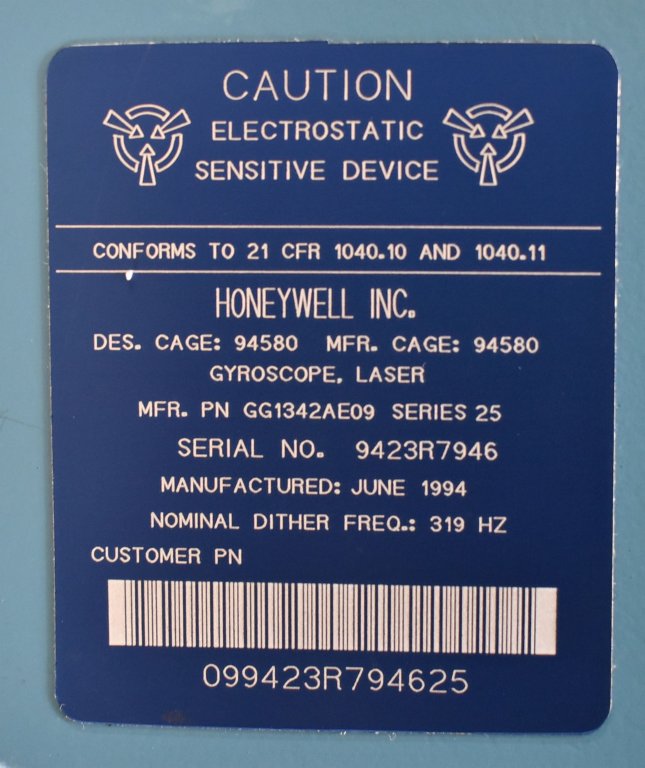 CAUTION
ELECTROSTATIC
SENSITIVE DEVICE
CONFORMS TO 21 CFR 1040.10 AND 1040.11
HONEYWELL INC.
DES. CAGE: 94580 MFR. CAGE: 94580
GYROSCOPE, LASER
MFR. PN GG1342AE09 SERIES 25
SERIAL NO. 9423R7946
MANUFACTURED: JUNE 1994
NOMINAL DITHER FREQ.: 319 HZ
CUSTOMER PN
099423R794625